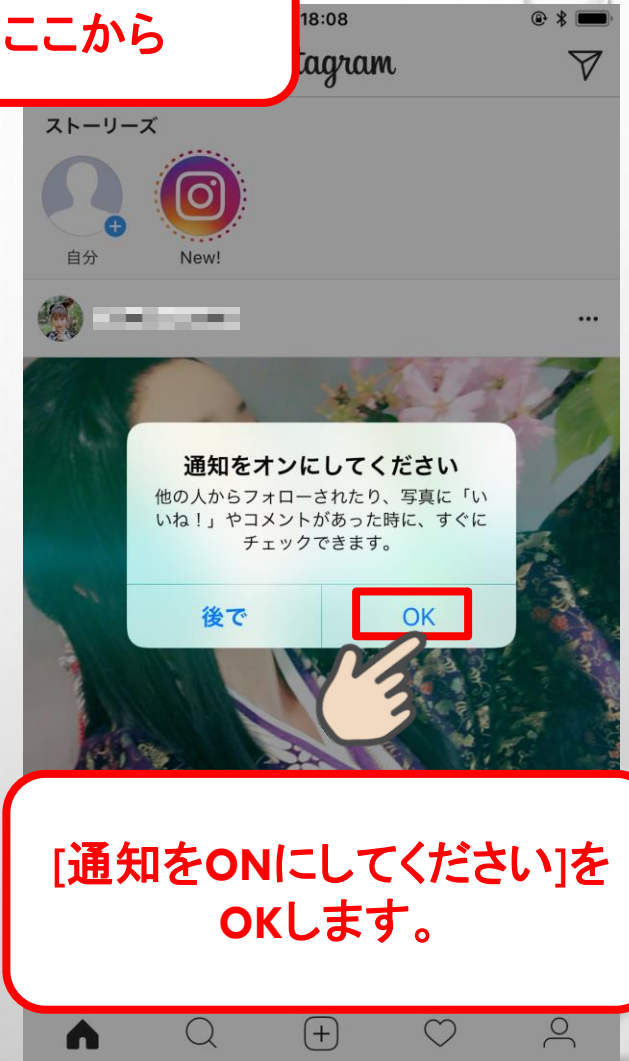 ここから
18:08
tagram
ストーリーズ
自分
New!
通知をオンにしてください
他の人からフォローされたり、写真に「い
いね！」やコメントがあった時に、すぐに
チェックできます。
後で
OK
[通知をONにしてください]を
OKします。